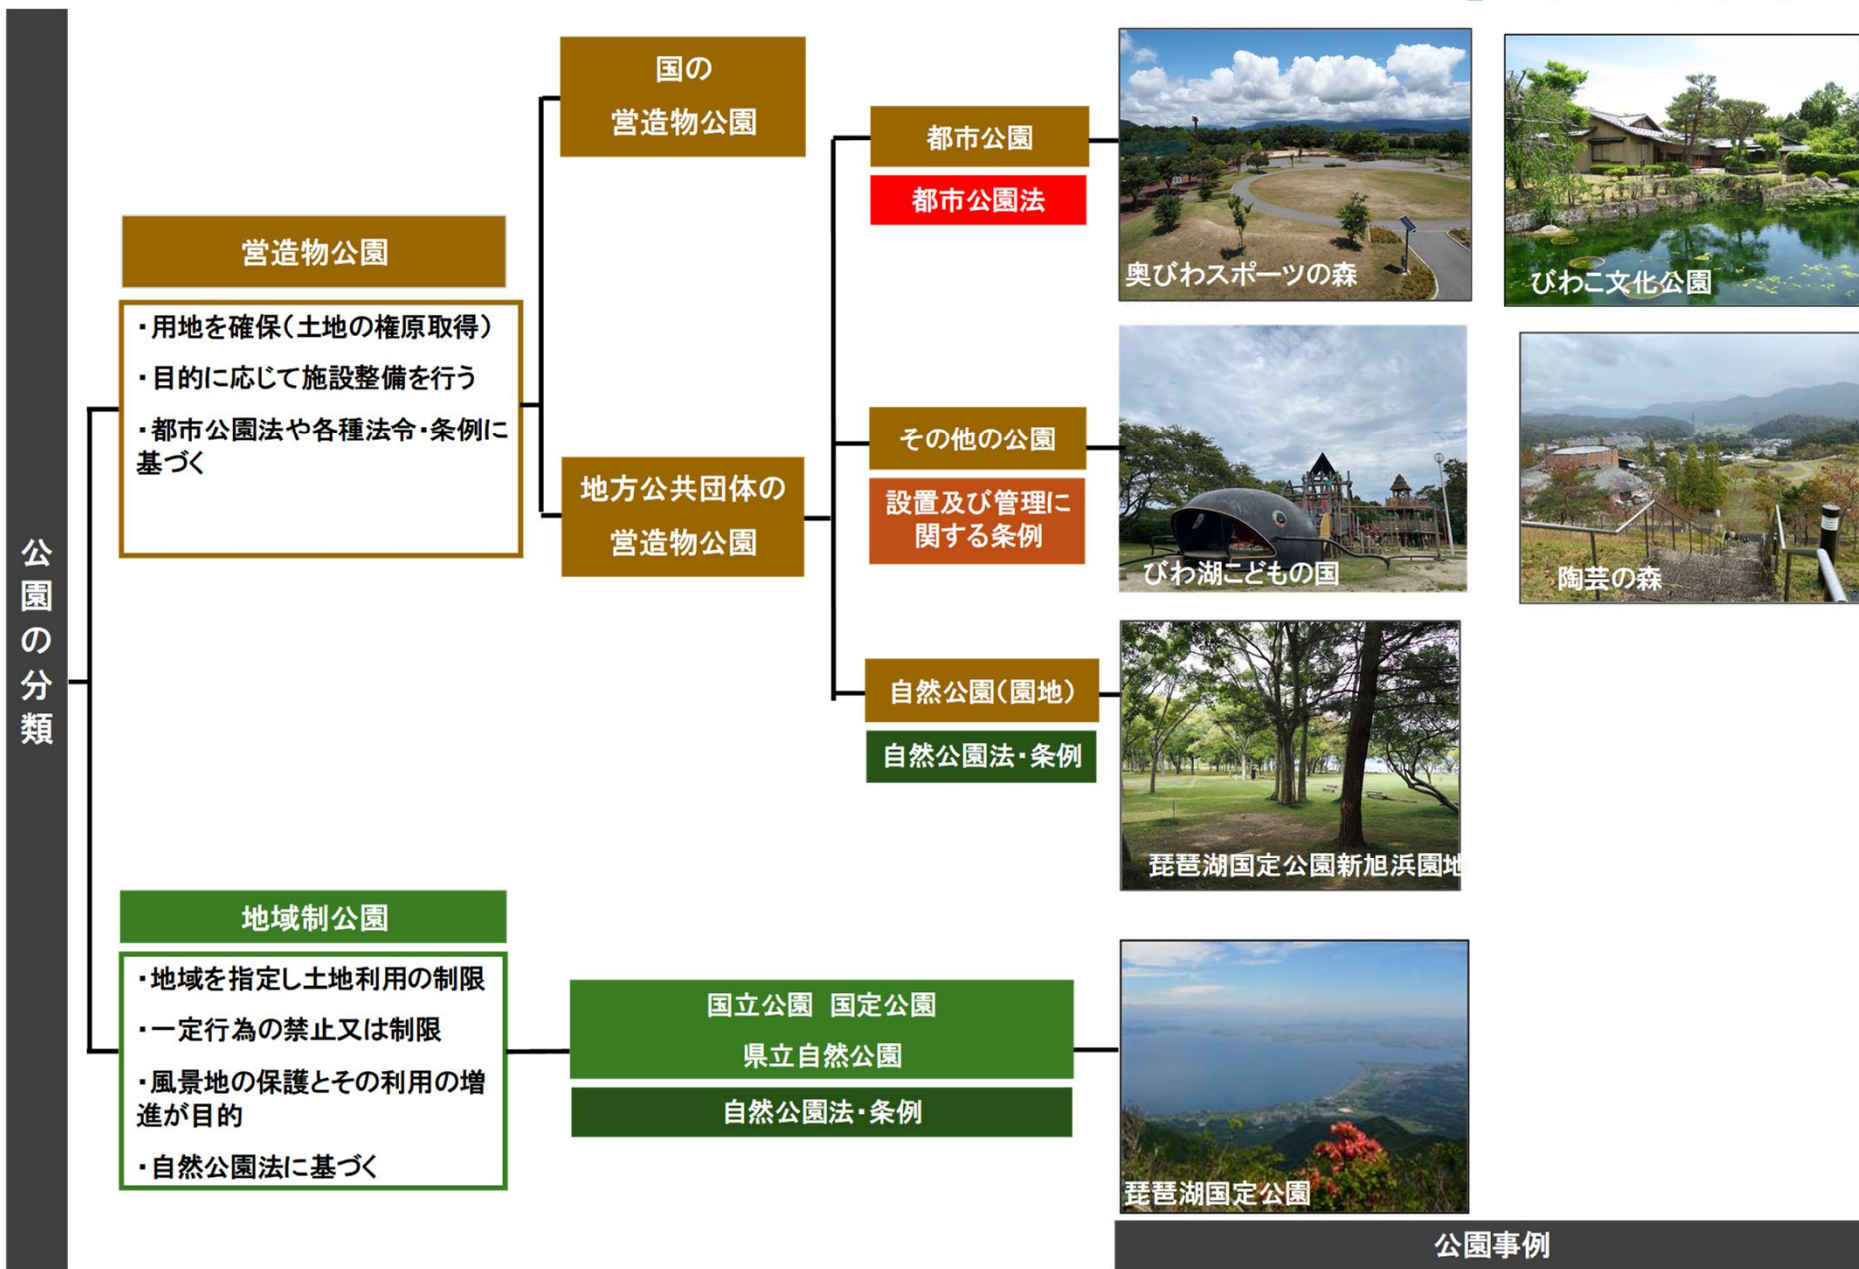 公園の分類
営造物公園
・用地を確保（土地の権原取得）
・目的に応じて施設整備を行う
・都市公園法や各種法令・条例に
基づく
国の
営造物公園
地方公共団体の
営造物公園
都市公園
都市公園法
奥びわスポーツの森
びわこ文化公園
その他の公園
設置及び管理に
関する条例
びわ湖こどもの国
陶芸の森
自然公園（園地）
自然公園法・条例
琵琶湖国定公園新旭浜園地
地域制公園
・地域を指定し土地利用の制限
・一定行為の禁止又は制限
・風景地の保護とその利用の増
進が目的
・自然公園法に基づく
国立公園 国定公園
県立自然公園
自然公園法・条例
琵琶湖国定公園
公園事例